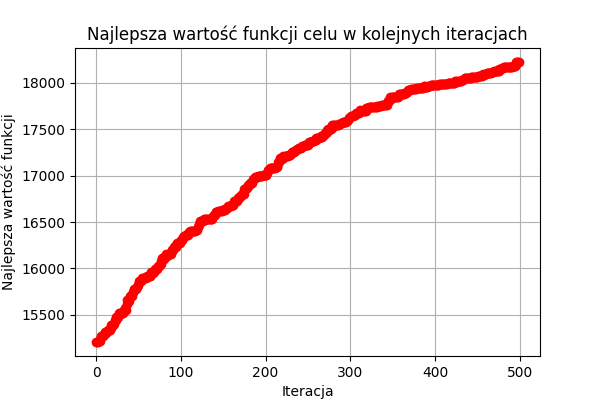 Najlepsza wartość funkcji celu w kolejnych iteracjach
Najlepsza wartość funkcji
18000
17500
17000
16500
16000
15500
0 100 200 300 400 500
Iteracja